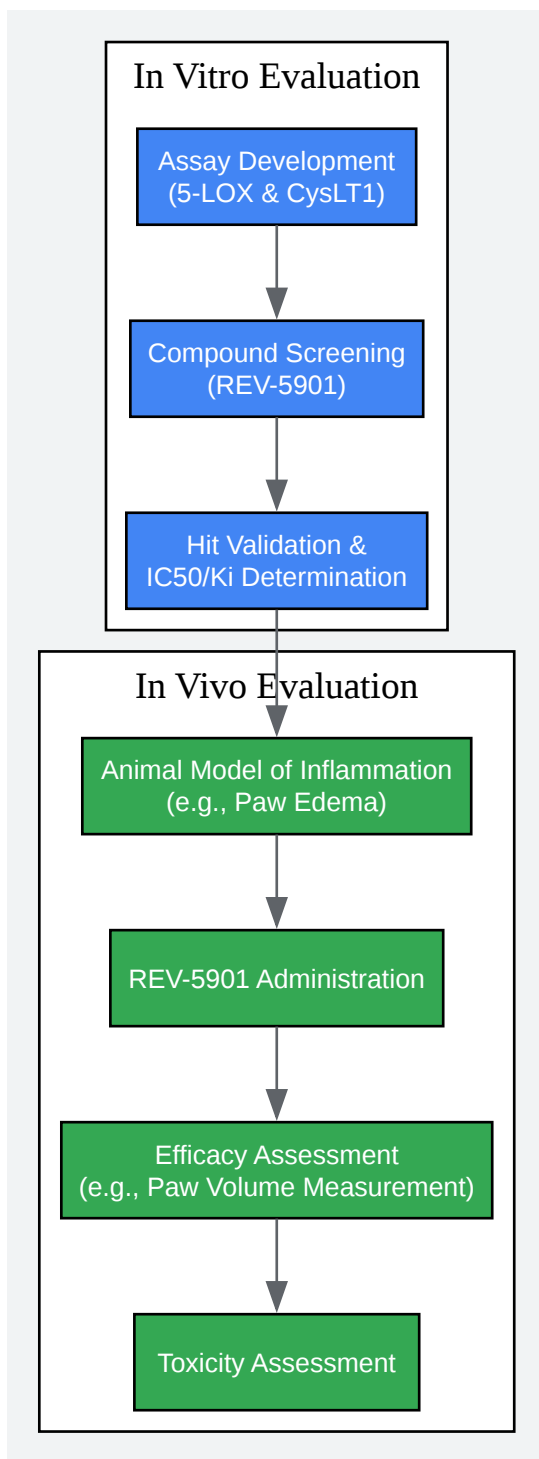 In Vitro Evaluation
Assay Development
(5-LOX & CysLT1)
Compound Screening
(REV-5901)
Hit Validation &
IC50/Ki Determination
In Vivo Evaluation
Animal Model of Inflammation
(e.g., Paw Edema)
REV-5901 Administration
Efficacy Assessment
(e.g., Paw Volume Measurement)
Toxicity Assessment